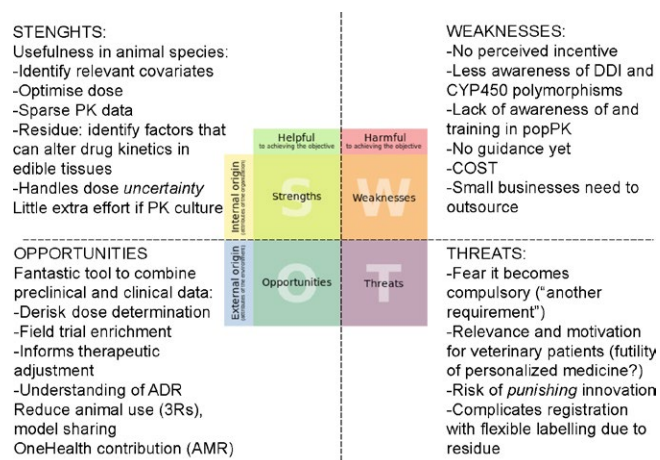 STENGHTS:
Usefulness in animal species:
-Identify relevant covariates
-Optimise dose
-Sparse PK data
-Residue: identify factors that
can alter drug kinetics in
edible tissues
-Handles dose uncertainty
Little extra effort if PK culture
WEAKNESSES:
-No perceived incentive
-Less awareness of DDI and
CYP450 polymorphisms
-Lack of awareness of and
training in popPK
-No guidance yet
-COST
-Small businesses need to
outsource
Helpful
to achieving the objective
Harmful
to achieving the objective
Internal origin
(attributes of the organization)
S
Strengths
W
Weaknesses
External origin
(attributes of the environment)
O
Opportunities
T
Threats
OPPORTUNITIES
Fantastic tool to combine
preclinical and clinical data:
-Derisk dose determination
-Field trial enrichment
-Informs therapeutic
adjustment
-Understanding of ADR
Reduce animal use (3Rs),
model sharing
OneHealth contribution (AMR)
THREATS:
-Fear it becomes
compulsory (“another
requirement”)
-Relevance and motivation
for veterinary patients (futility
of personalized medicine?)
-Risk of punishing innovation
-Complicates registration
with flexible labelling due to
residue